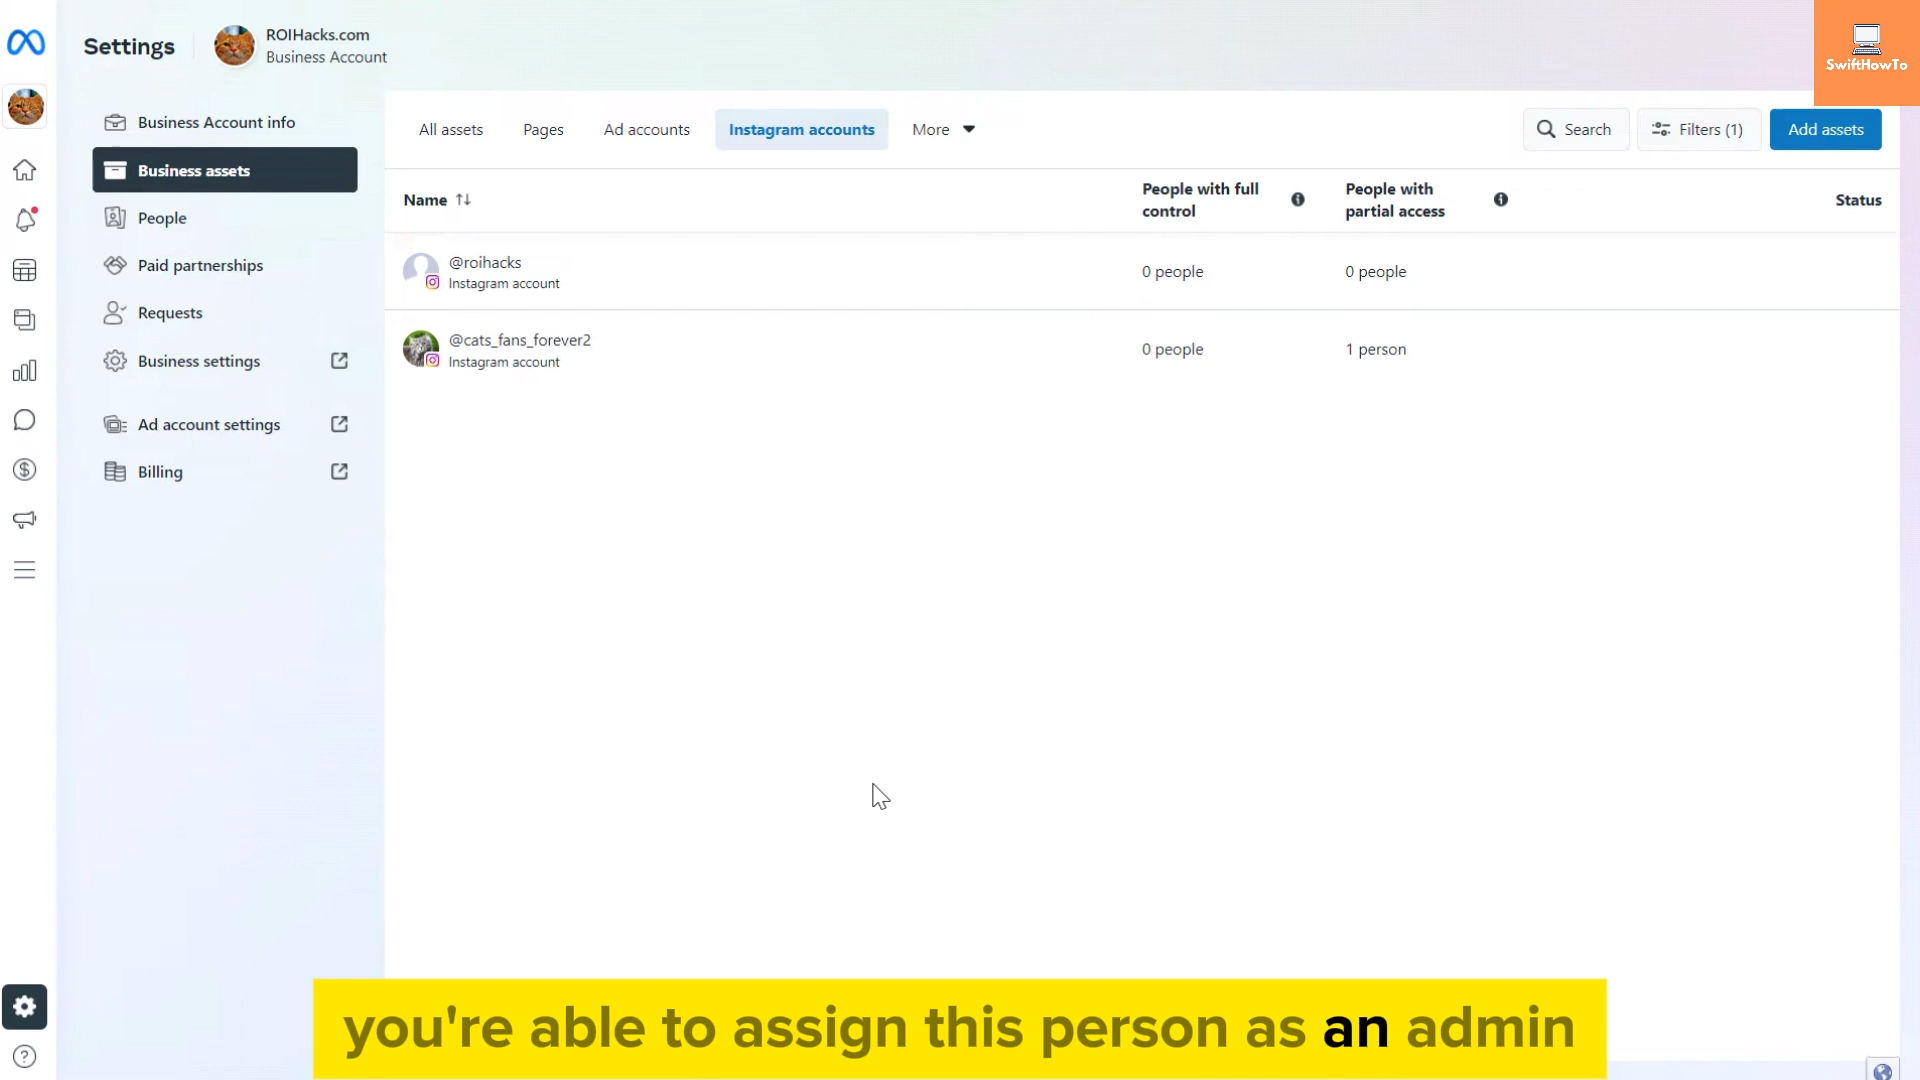 Settings
ROIHacks.com
Business Account
SwiftHowTo
Business Account info
Business assets
People
Paid partnerships
Requests
Business settings
Ad account settings
Billing
All assets
Pages
Ad accounts
Instagram accounts
More
Search
Filters (1)
Add assets
Name
People with full
control
People with
partial access
Status
@roihacks
Instagram account
0 people
0 people
@cats_fans_forever2
Instagram account
0 people
1 person
you're able to assign this person as an admin